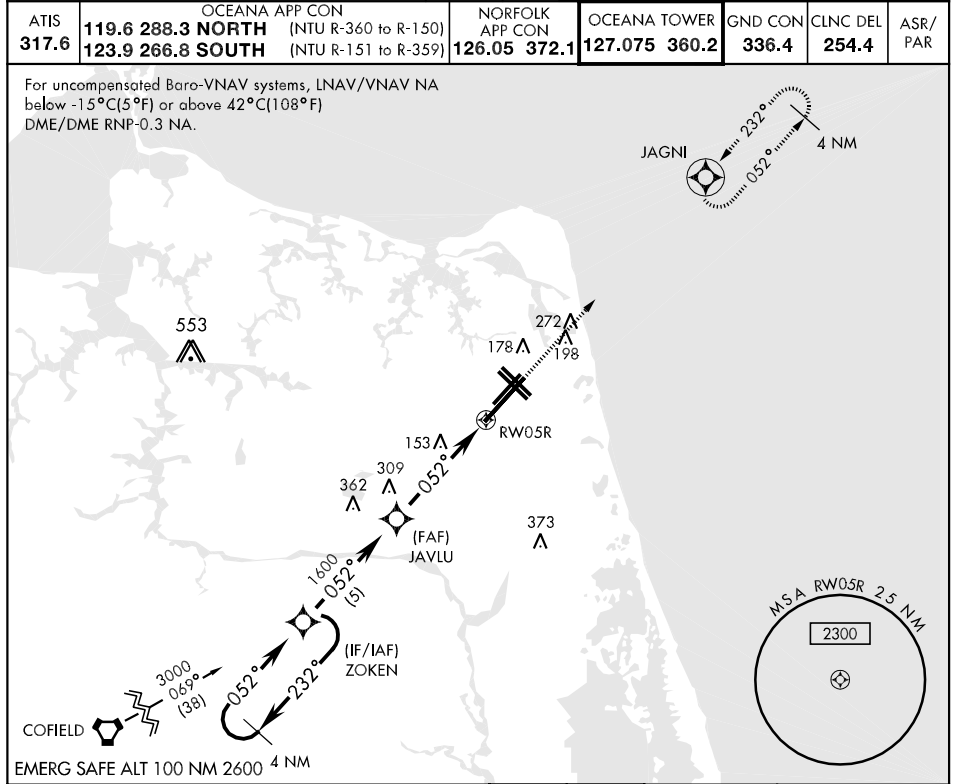 ATIS
317.6
OCEANA APP CON
119.6 288.3 NORTH (NTU R-360 to R-150)
123.9 266.8 SOUTH (NTU R-151 to R-359)
NORFOLK
APP CON
126.05 372.1
OCEANA TOWER
127.075 360.2
GND CON
336.4
CLNC DEL
254.4
ASR/
PAR
For uncompensated Baro-VNAV systems, LNAV/VNAV NA
below -15°C(5°F) or above 42°C(108°F)
DME/DME RNP-0.3 NA.
JAGNI
232°
052°
4 NM
553
272
178
198
RW05R
153
052°
309
362
373
(FAF)
JAVLU
1600
052°
(5)
(IF/IAF)
ZOKEN
052°
232°
4 NM
3000
069°
(38)
COFIELD
MSA RW05R 25 NM
2300
EMERG SAFE ALT 100 NM 2600